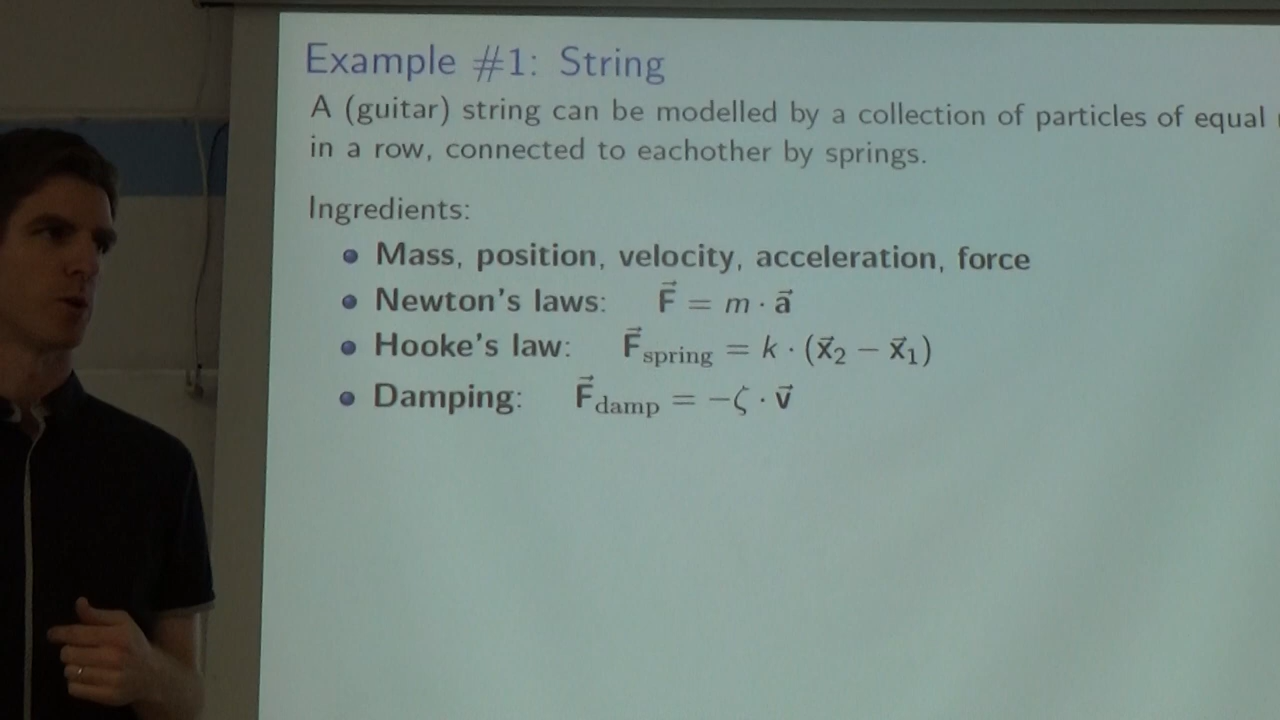 Example #1: String
A (guitar) string can be modelled by a collection of particles of equal
in a row, connected to eachother by springs.
Ingredients:
• Mass, position, velocity, acceleration, force
• Newton's laws: F⃗ = m · a⃗
• Hooke's law: F⃗spring = k · (x⃗₂ − x⃗₁)
• Damping: F⃗damp = −ζ · v⃗